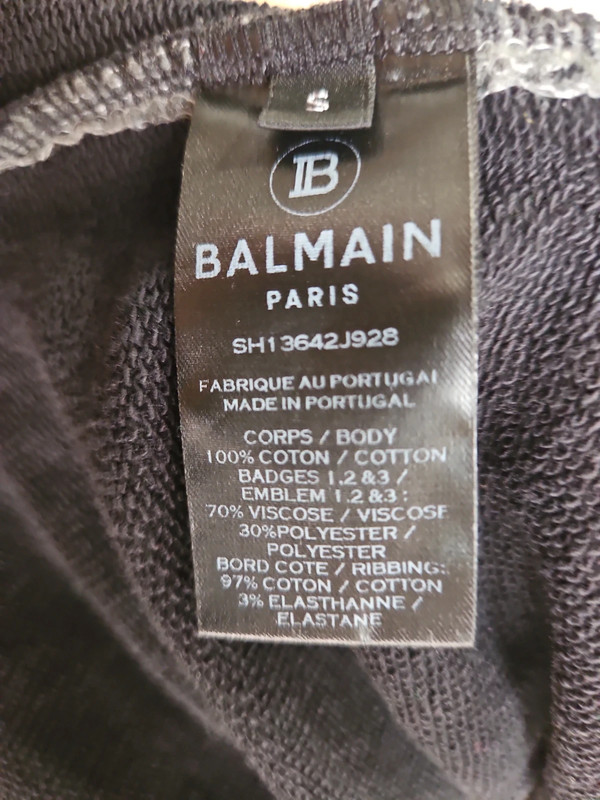 S
B
BALMAIN
PARIS
SH13642J928
FABRIQUE AU PORTUGAL
MADE IN PORTUGAL
CORPS / BODY
100% COTON / COTTON
BADGES 1.2 &3 /
EMBLEM 1.2 &3 :
70% VISCOSE / VISCOSE
30%POLYESTER /
POLYESTER
BORD COTE / RIBBING:
97% COTON / COTTON
3% ELASTHANNE /
ELASTANE